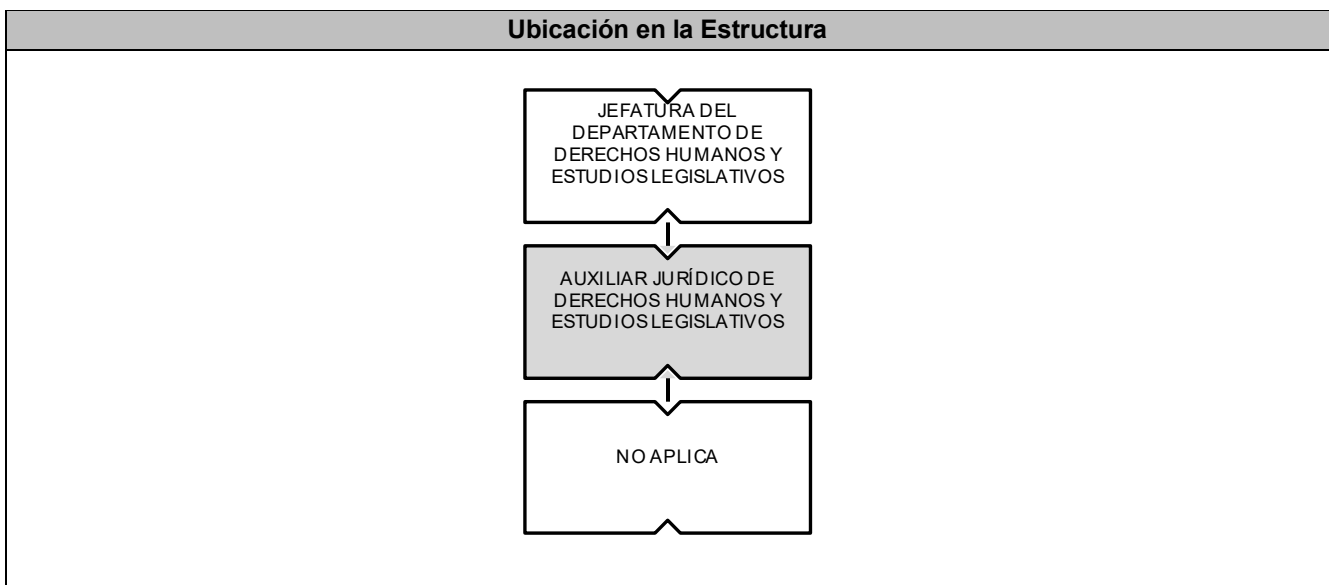 Ubicación en la Estructura
JEFATURA DEL
DEPARTAMENTO DE
DERECHOS HUMANOS Y
ESTUDIOS LEGISLATIVOS
AUXILIAR JURÍDICO DE
DERECHOS HUMANOS Y
ESTUDIOS LEGISLATIVOS
NO APLICA